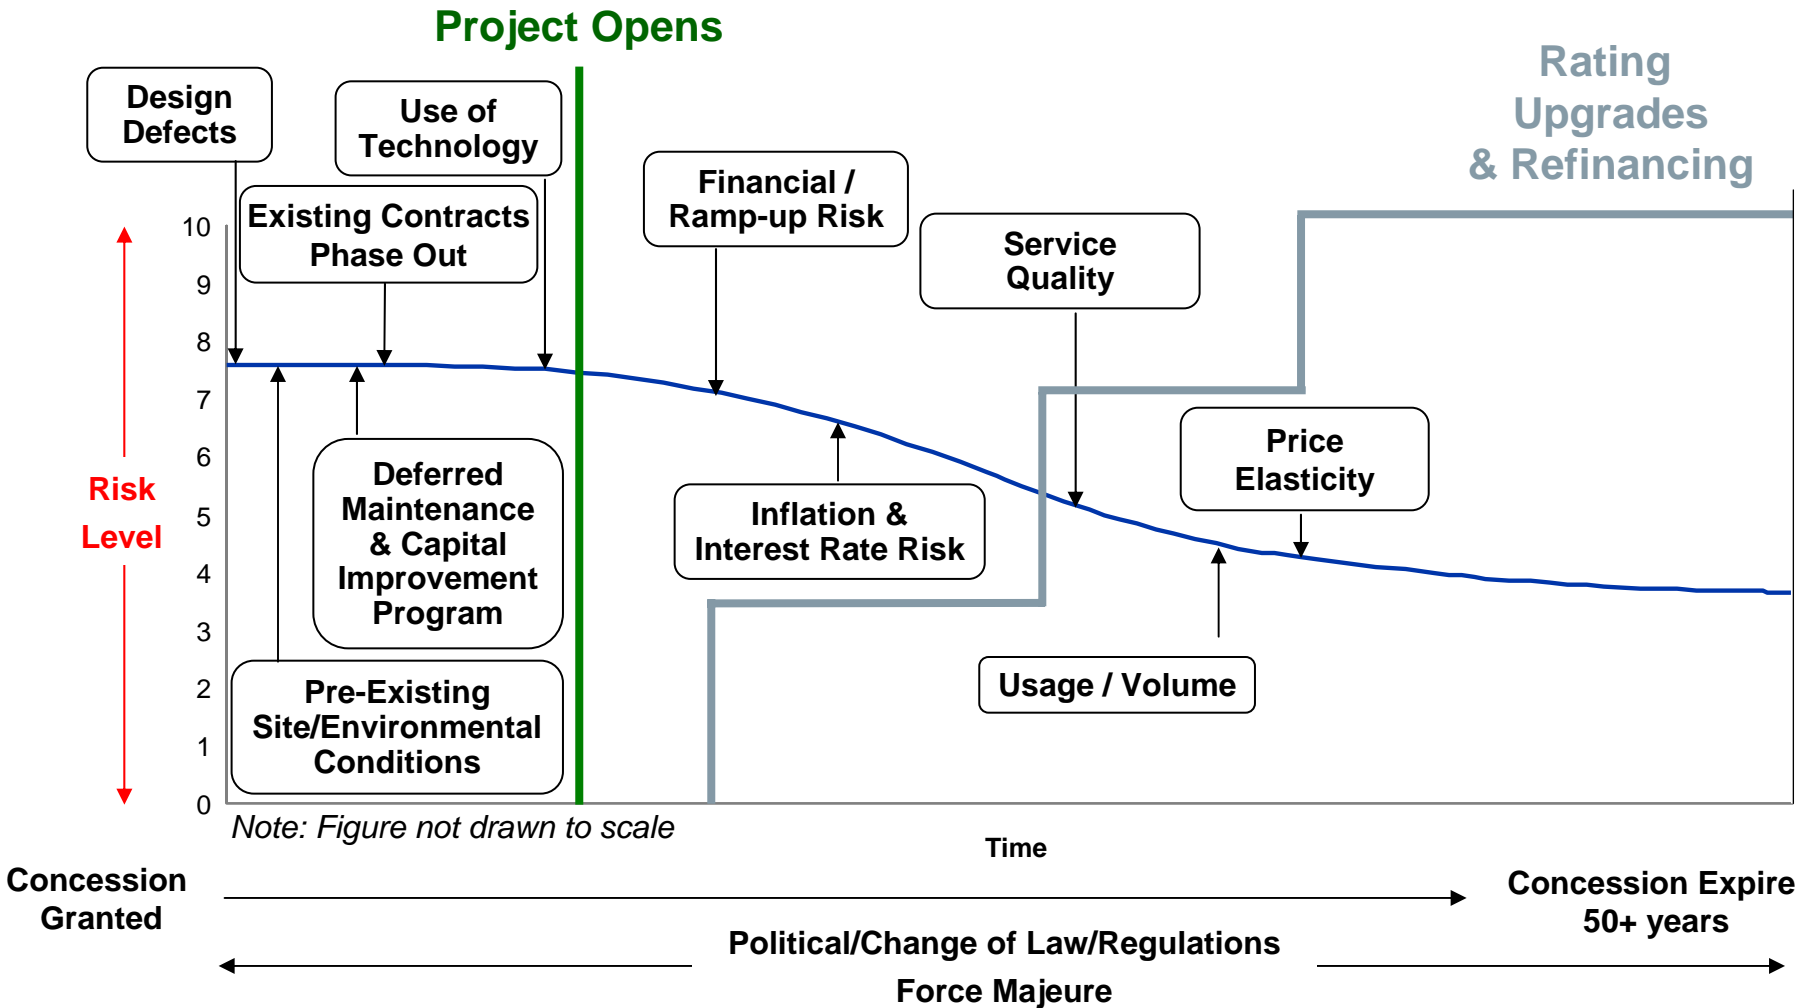 Project Opens
Rating
Upgrades
& Refinancing
Design
Defects
Use of
Technology
Existing Contracts
Phase Out
Financial /
Ramp-up Risk
Service
Quality
10
9
8
7
6
5
4
3
2
1
0
Risk
Level
Deferred
Maintenance
& Capital
Improvement
Program
Price
Elasticity
Inflation &
Interest Rate Risk
Pre-Existing
Site/Environmental
Conditions
Usage / Volume
Note: Figure not drawn to scale
Time
Concession
Granted
Concession Expire
50+ years
Political/Change of Law/Regulations
Force Majeure